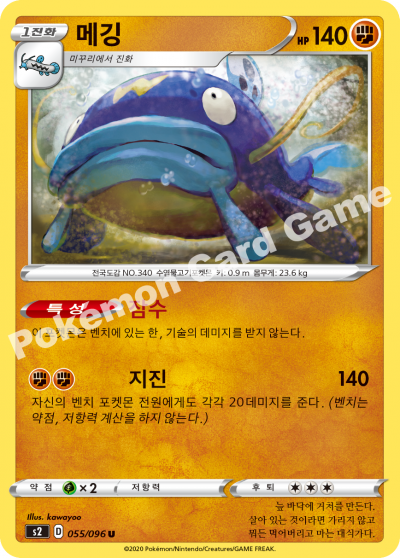 1진화 메깅 HP 140
미꾸리에서 진화
전국도감 NO.340 수염물고기포켓몬 키: 0.9 m 몸무게: 23.6 kg
특성 잠수
이 포켓몬은 벤치에 있는 한, 기술의 데미지를 받지 않는다.
지진 140
자신의 벤치 포켓몬 전원에게도 각각 20데미지를 준다. (벤치는
약점, 저항력 계산을 하지 않는다.)
약점 ×2 저항력 후퇴
Illus. kawayoo
s2 D 055/096 U
늪 바닥에 거처를 만든다.
살아 있는 것이라면 가리지 않고
뭐든 먹어버리고 마는 대식가다.
©2020 Pokémon/Nintendo/Creatures/GAME FREAK.
Pokémon Card Game